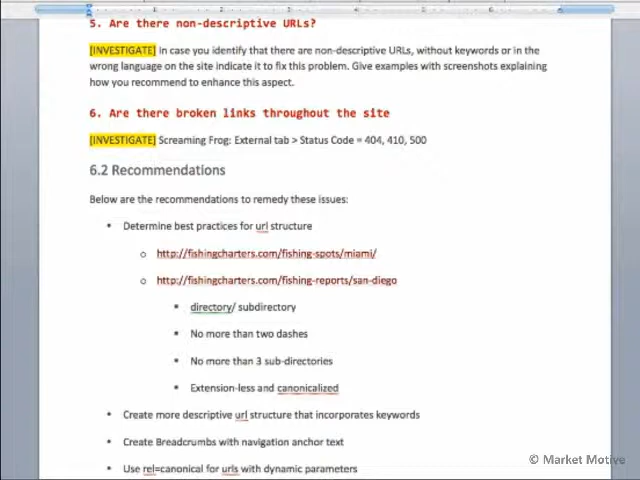 5. Are there non-descriptive URLs?
[INVESTIGATE] In case you identify that there are non-descriptive URLs, without keywords or in the
wrong language on the site indicate it to fix this problem. Give examples with screenshots explaining
how you recommend to enhance this aspect.
6. Are there broken links throughout the site
[INVESTIGATE] Screaming Frog: External tab > Status Code = 404, 410, 500
6.2 Recommendations
Below are the recommendations to remedy these issues:
• Determine best practices for url structure
o http://fishingcharters.com/fishing-spots/miami/
o http://fishingcharters.com/fishing-reports/san-diego
▪ directory/ subdirectory
▪ No more than two dashes
▪ No more than 3 sub-directories
▪ Extension-less and canonicalized
• Create more descriptive url structure that incorporates keywords
• Create Breadcrumbs with navigation anchor text
• Use rel=canonical for urls with dynamic parameters
© Market Motive